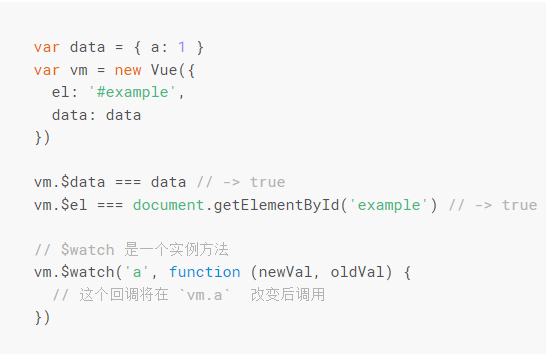 var data = { a: 1 }
var vm = new Vue({
  el: '#example',
  data: data
})
vm.$data === data // -> true
vm.$el === document.getElementById('example') // -> true
// $watch 是一个实例方法
vm.$watch('a', function (newVal, oldVal) {
  // 这个回调将在 `vm.a`  改变后调用
})